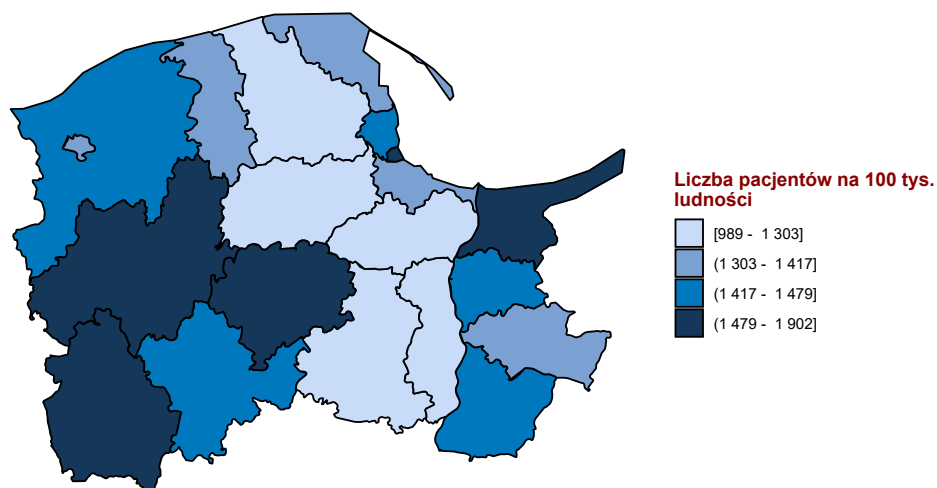 Liczba pacjentów na 100 tys.
ludności
[989 - 1 303]
(1 303 - 1 417]
(1 417 - 1 479]
(1 479 - 1 902]